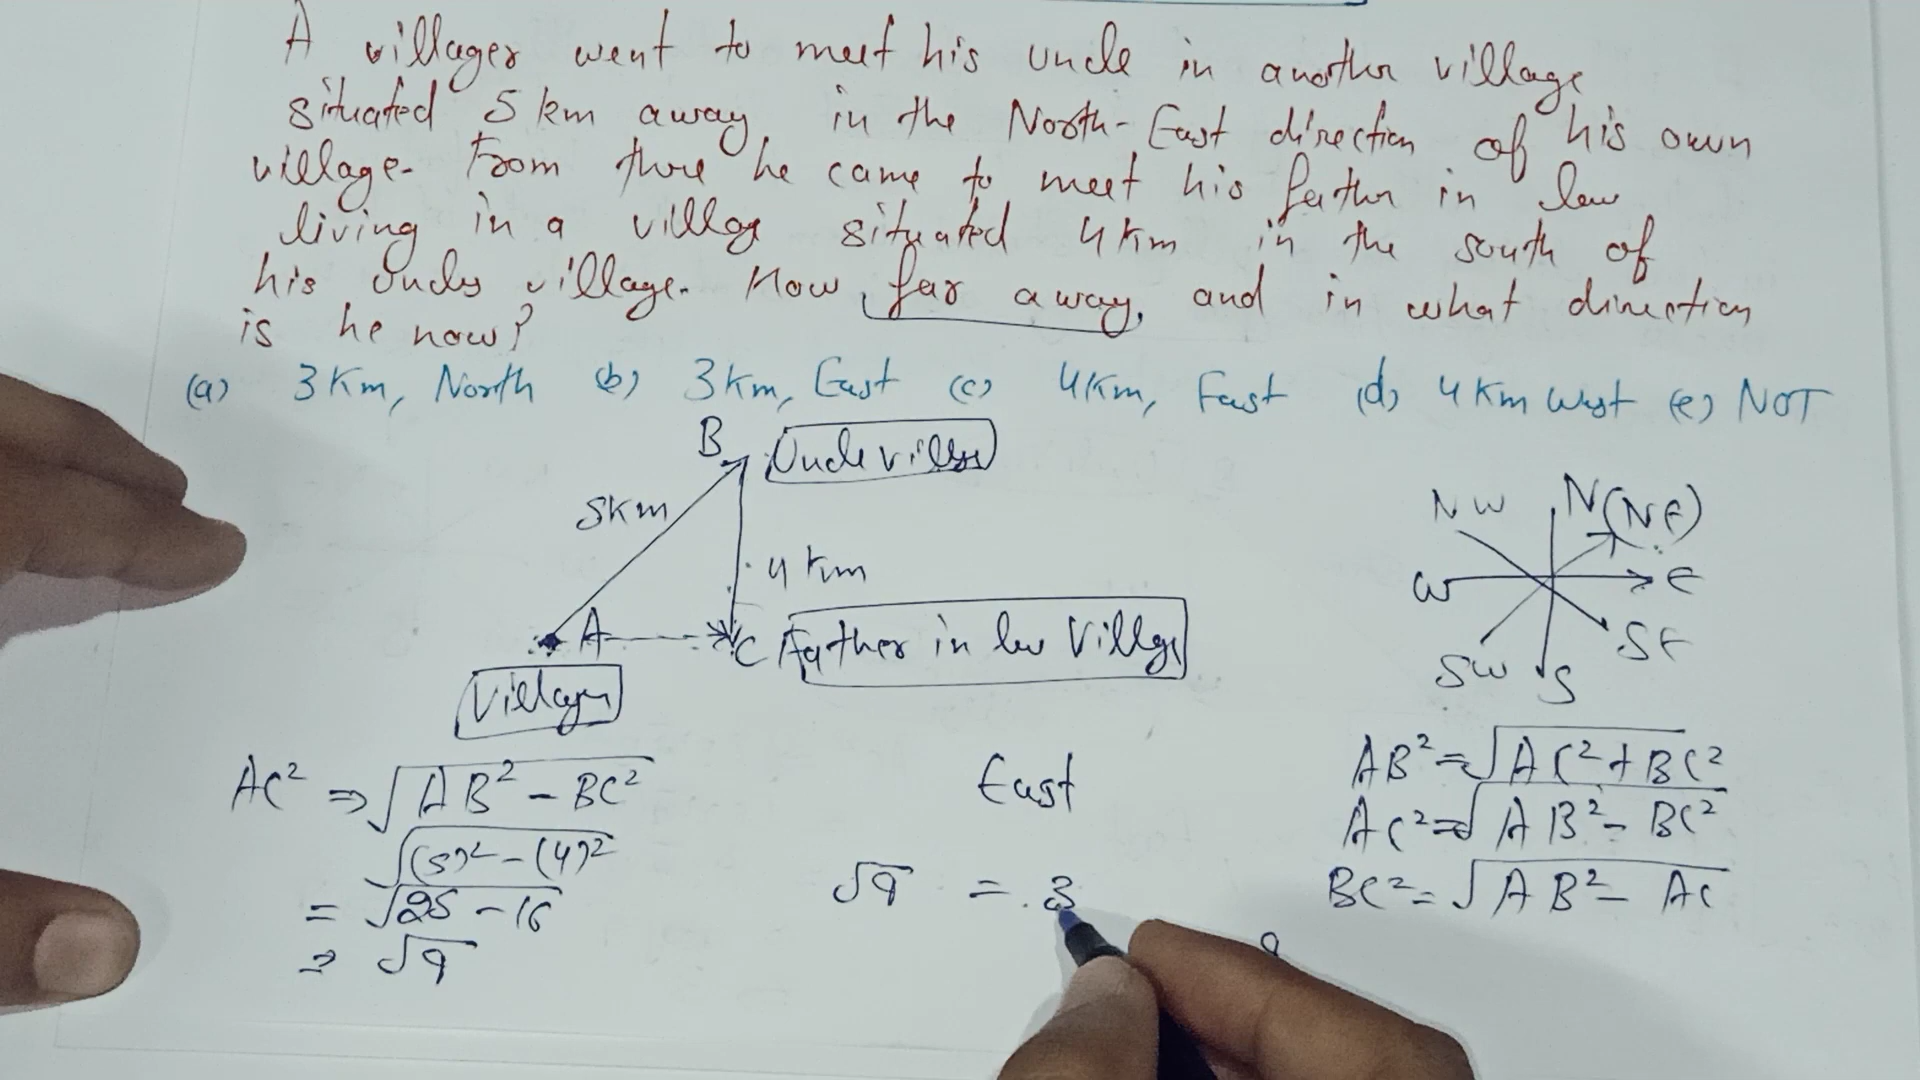 A villager went to meet his uncle in another village
situated 5 km away in the North-East direction of his own
village. From there he came to meet his father in law
living in a village situated 4 km in the south of
his uncles village. How far away, and in what direction
is he now?
(a) 3 Km, North (b) 3 Km, East (c) 4 Km, East (d) 4 Km West (e) NOT
B Uncle village
5km
4 km
A C Father in law Village
Village
NW N (NE)
W E
SW S SE
AC² ⇒ √AB² - BC²
√(5)² - (4)²
= √25 - 16
⇒ √9
East
√9 = 3
AB² = √AC² + BC²
AC² = √AB² - BC²
BC² = √AB² - AC